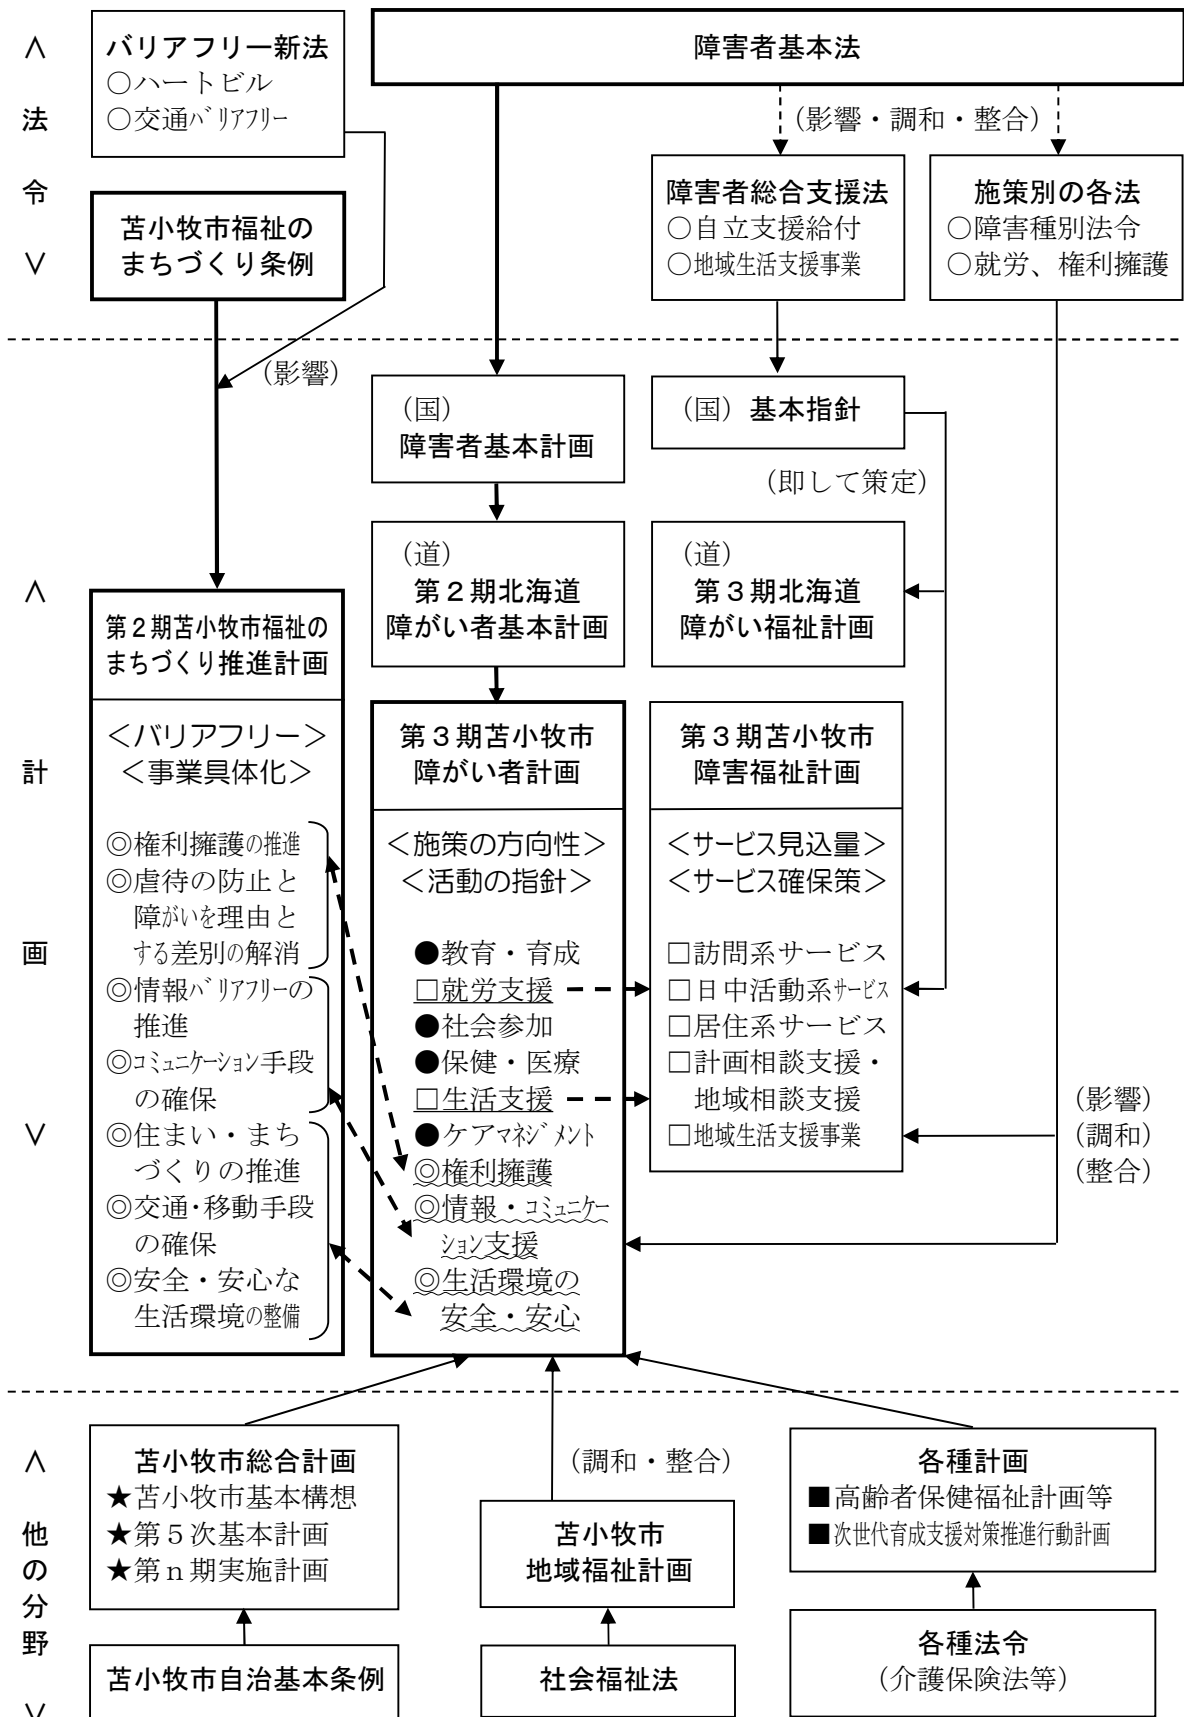 ＜法令＞
バリアフリー新法
○ハートビル
○交通バリアフリー
障害者基本法
（影響・調和・整合）
苫小牧市福祉の
まちづくり条例
障害者総合支援法
○自立支援給付
○地域生活支援事業
施策別の各法
○障害種別法令
○就労、権利擁護
（影響）
＜計画＞
（国）
障害者基本計画
（国）基本指針
（即して策定）
（道）
第２期北海道
障がい者基本計画
（道）
第３期北海道
障がい福祉計画
第２期苫小牧市福祉の
まちづくり推進計画
＜バリアフリー＞
＜事業具体化＞
◎権利擁護の推進
◎虐待の防止と
障がいを理由と
する差別の解消
◎情報バリアフリーの
推進
◎コミュニケーション手段
の確保
◎住まい・まち
づくりの推進
◎交通・移動手段
の確保
◎安全・安心な
生活環境の整備
第３期苫小牧市
障がい者計画
＜施策の方向性＞
＜活動の指針＞
●教育・育成
□就労支援
●社会参加
●保健・医療
□生活支援
●ケアマネジメント
◎権利擁護
◎情報・コミュニケー
ション支援
◎生活環境の
安全・安心
第３期苫小牧市
障害福祉計画
＜サービス見込量＞
＜サービス確保策＞
□訪問系サービス
□日中活動系サービス
□居住系サービス
□計画相談支援・
地域相談支援
□地域生活支援事業
（影響）
（調和）
（整合）
＜他の分野＞
苫小牧市総合計画
★苫小牧市基本構想
★第５次基本計画
★第ｎ期実施計画
苫小牧市自治基本条例
（調和・整合）
苫小牧市
地域福祉計画
社会福祉法
各種計画
■高齢者保健福祉計画等
■次世代育成支援対策推進行動計画
各種法令
（介護保険法等）